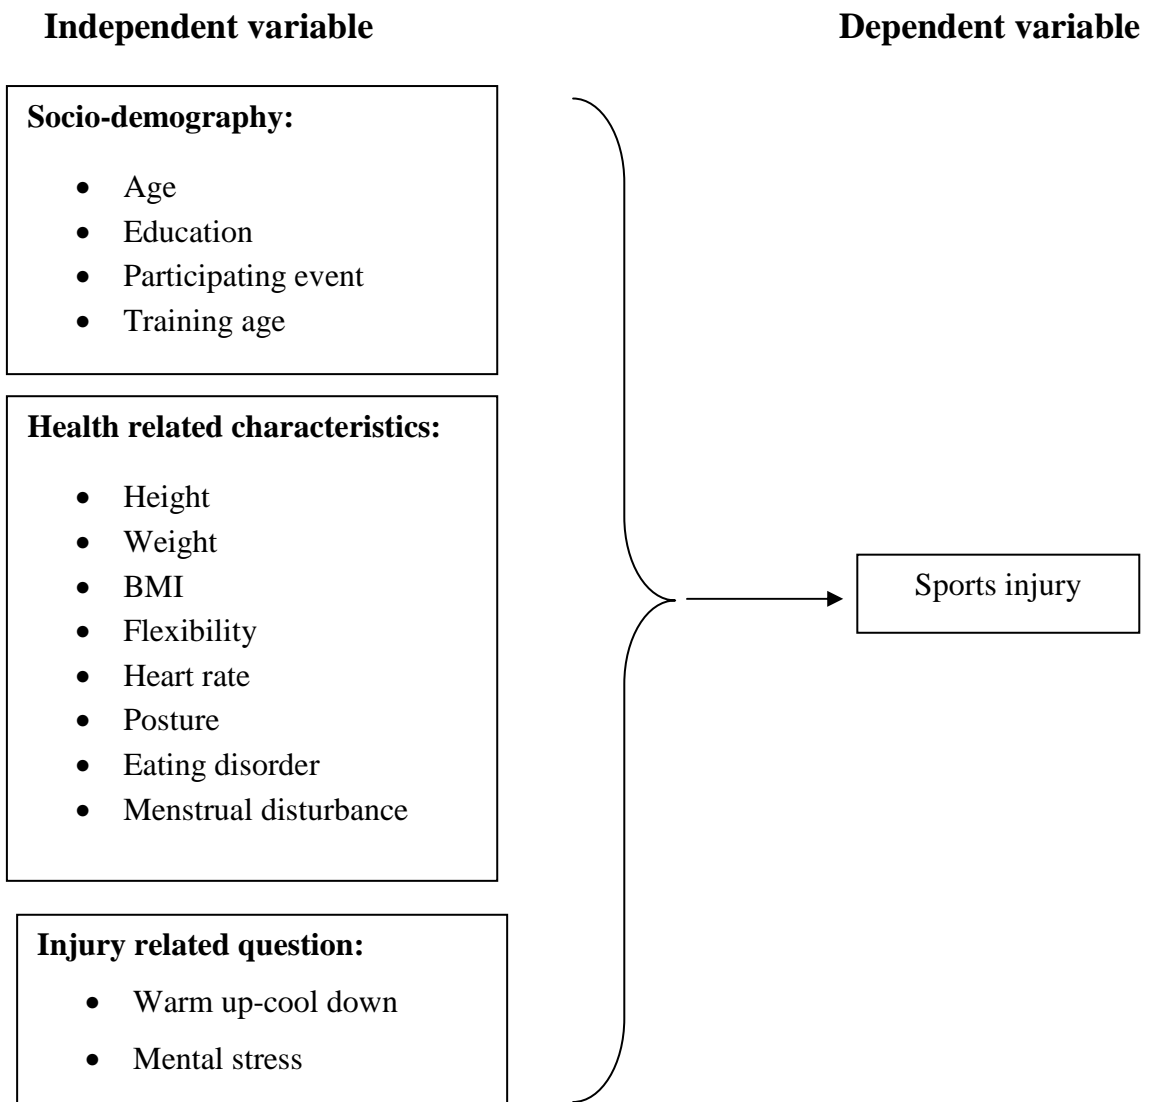 Independent variable
Dependent variable
Socio-demography:
• Age
• Education
• Participating event
• Training age
Health related characteristics:
• Height
• Weight
• BMI
• Flexibility
• Heart rate
• Posture
• Eating disorder
• Menstrual disturbance
Sports injury
Injury related question:
• Warm up-cool down
• Mental stress